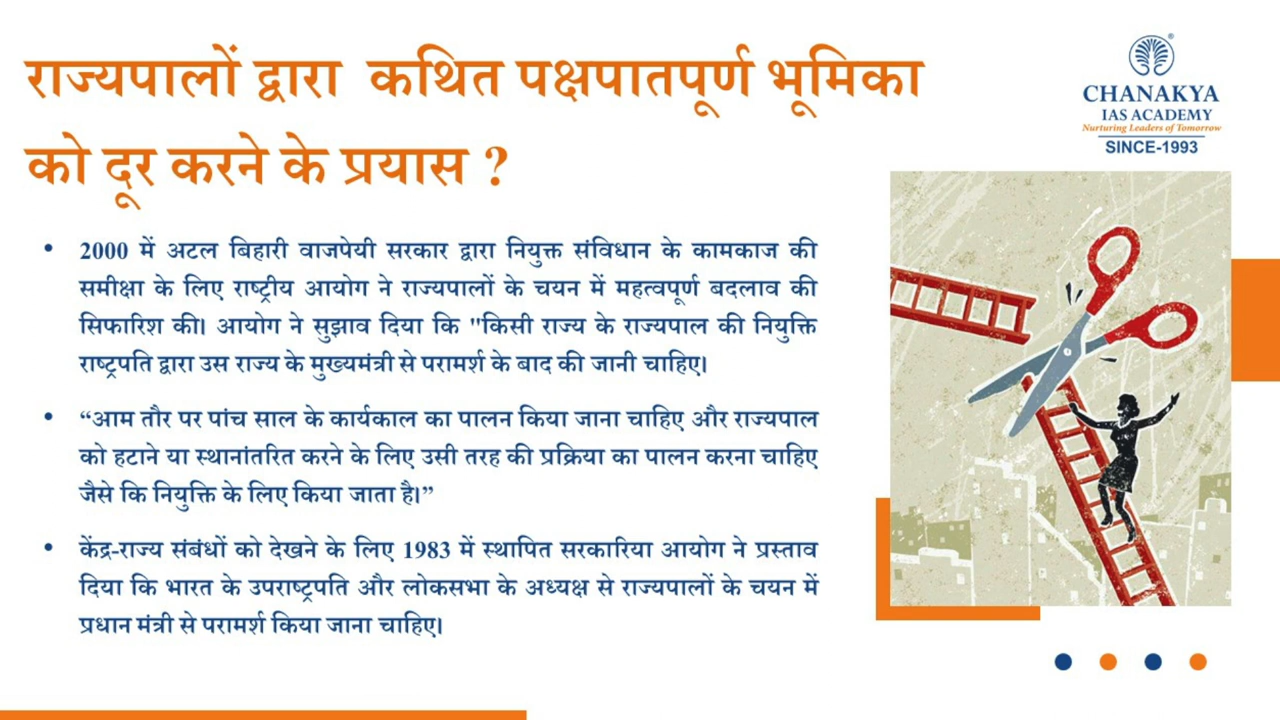 राज्यपालों द्वारा कथित पक्षपातपूर्ण भूमिका
को दूर करने के प्रयास ?
CHANAKYA
IAS ACADEMY
Nurturing Leaders of Tomorrow
SINCE-1993
• 2000 में अटल बिहारी वाजपेयी सरकार द्वारा नियुक्त संविधान के कामकाज की
समीक्षा के लिए राष्ट्रीय आयोग ने राज्यपालों के चयन में महत्वपूर्ण बदलाव की
सिफारिश की। आयोग ने सुझाव दिया कि "किसी राज्य के राज्यपाल की नियुक्ति
राष्ट्रपति द्वारा उस राज्य के मुख्यमंत्री से परामर्श के बाद की जानी चाहिए।
• “आम तौर पर पांच साल के कार्यकाल का पालन किया जाना चाहिए और राज्यपाल
को हटाने या स्थानांतरित करने के लिए उसी तरह की प्रक्रिया का पालन करना चाहिए
जैसे कि नियुक्ति के लिए किया जाता है।”
• केंद्र-राज्य संबंधों को देखने के लिए 1983 में स्थापित सरकारिया आयोग ने प्रस्ताव
दिया कि भारत के उपराष्ट्रपति और लोकसभा के अध्यक्ष से राज्यपालों के चयन में
प्रधान मंत्री से परामर्श किया जाना चाहिए।